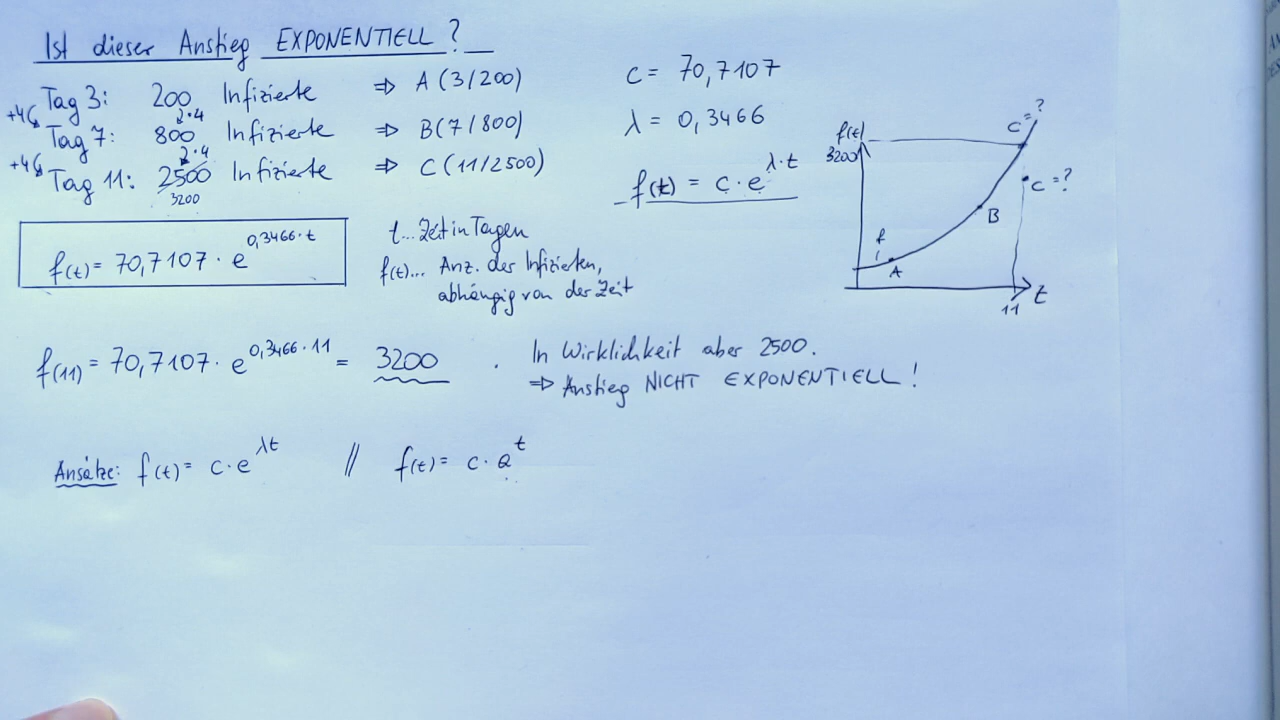 Ist dieser Anstieg EXPONENTIELL?
Tag 3: 200 Infizierte ⇒ A (3/200)
+4 ·4
Tag 7: 800 Infizierte ⇒ B (7/800)
+4 ·4
Tag 11: 2500 Infizierte ⇒ C (11/2500)
3200
c = 70,7107
λ = 0,3466
f(t) = c · e^λ·t
f(t)
3200
C = ?
C = ?
B
f
A
11
t
f(t) = 70,7107 · e^0,3466·t
t... Zeit in Tagen
f(t)... Anz. der Infizierten,
abhängig von der Zeit
f(11) = 70,7107 · e^0,3466·11 = 3200 .
In Wirklichkeit aber 2500.
⇒ Anstieg NICHT EXPONENTIELL!
Ansätze: f(t) = c · e^λt // f(t) = c · a^t